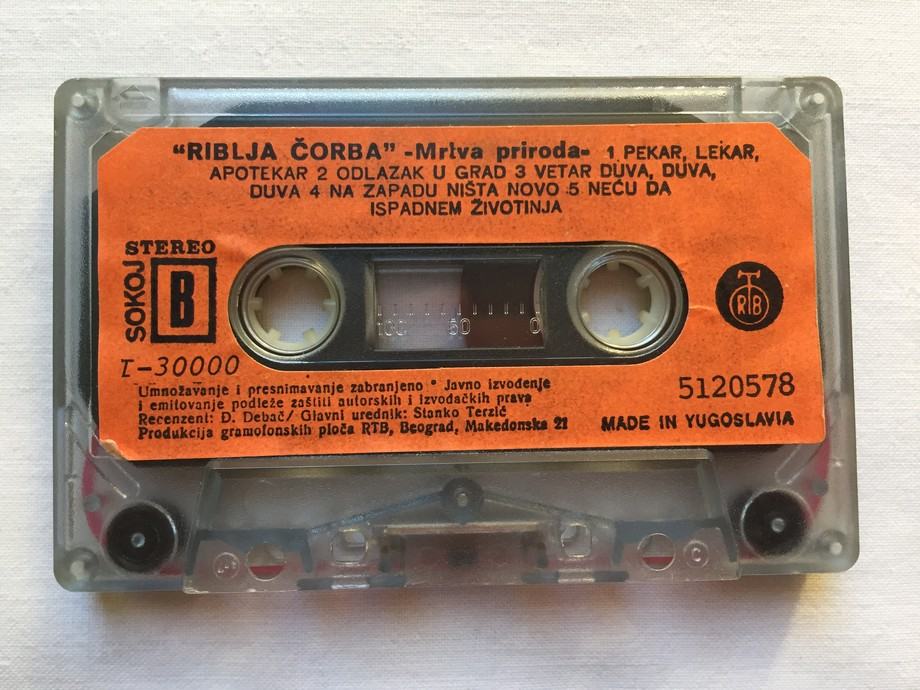 "RIBLJA ČORBA" -Mrtva priroda- 1 PEKAR, LEKAR,
APOTEKAR 2 ODLAZAK U GRAD 3 VETAR DUVA, DUVA,
DUVA 4 NA ZAPADU NIŠTA NOVO 5 NEĆU DA
ISPADNEM ŽIVOTINJA
STEREO
SOKOJ
B
100 50 0
RTB
T-30000
Umnožavanje i presnimavanje zabranjeno * Javno izvođenje
i emitovanje podleže zaštiti autorskih i izvođačkih prava
Recenzent: Đ. Debač/ Glavni urednik: Stanko Terzić
Produkcija gramofonskih ploča RTB, Beograd, Makedonska 21
5120578
MADE IN YUGOSLAVIA